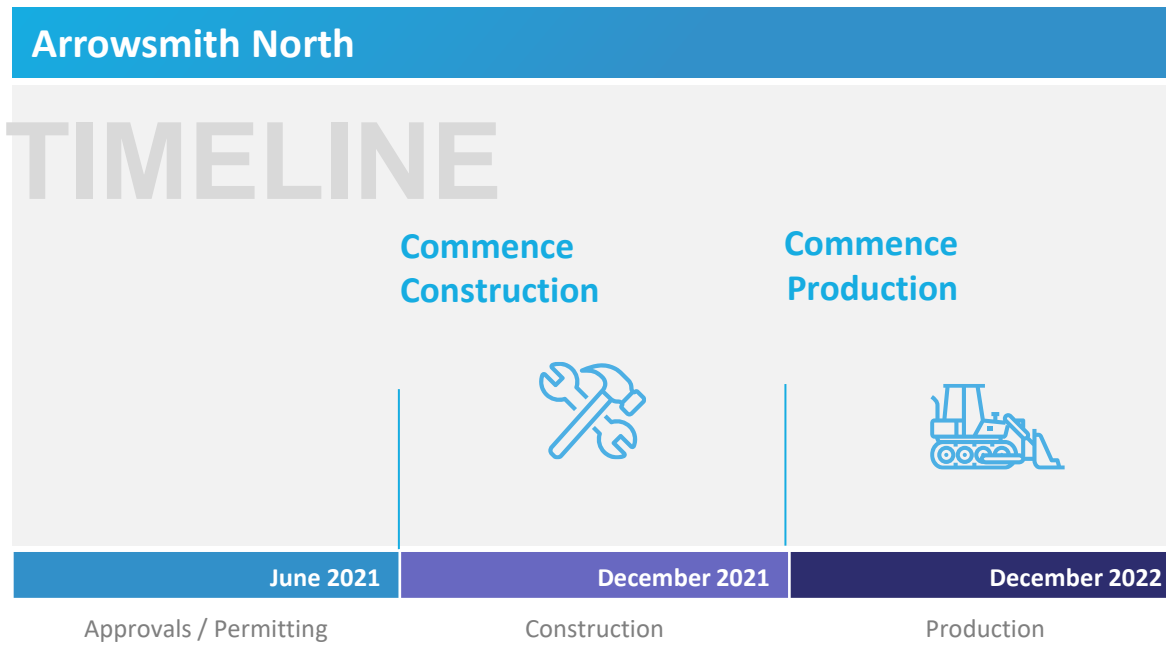 Arrowsmith North
TIMELINE
Commence
Construction
Commence
Production
June 2021
December 2021
December 2022
Approvals / Permitting
Construction
Production